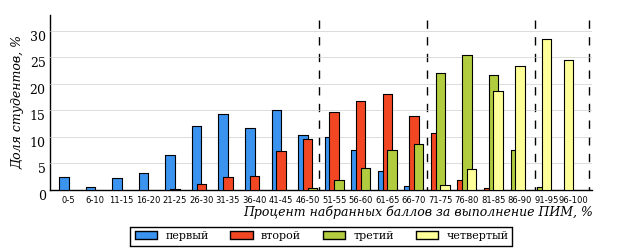 Доля студентов, %
30
25
20
15
10
5
0
0-5 6-10 11-15 16-20 21-25 26-30 31-35 36-40 41-45 46-50 51-55 56-60 61-65 66-70 71-75 76-80 81-85 86-90 91-95 96-100
Процент набранных баллов за выполнение ПИМ, %
первый второй третий четвертый